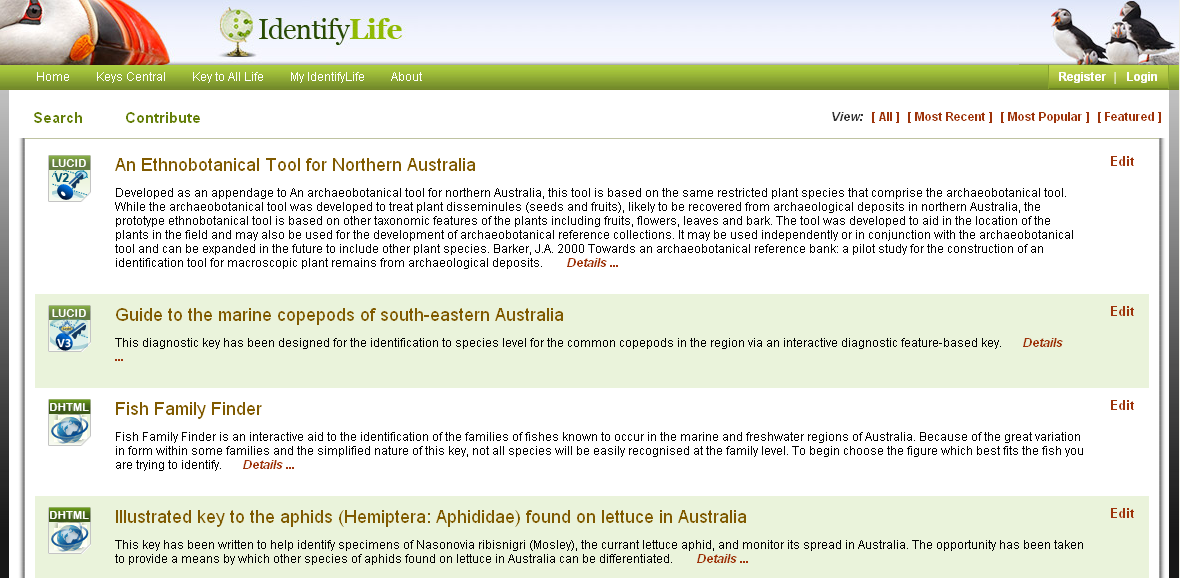 IdentifyLife
Home Keys Central Key to All Life My IdentifyLife About Register | Login
Search Contribute View: [ All ] [ Most Recent ] [ Most Popular ] [ Featured ]
LUCID V2
An Ethnobotanical Tool for Northern Australia Edit
Developed as an appendage to An archaeobotanical tool for northern Australia, this tool is based on the same restricted plant species that comprise the archaeobotanical tool.
While the archaeobotanical tool was developed to treat plant disseminules (seeds and fruits), likely to be recovered from archaeological deposits in northern Australia, the
prototype ethnobotanical tool is based on other taxonomic features of the plants including fruits, flowers, leaves and bark. The tool was developed to aid in the location of the
plants in the field and may also be used for the development of archaeobotanical reference collections. It may be used independently or in conjunction with the archaeobotanical
tool and can be expanded in the future to include other plant species. Barker, J.A. 2000 Towards an archaeobotanical reference bank: a pilot study for the construction of an
identification tool for macroscopic plant remains from archaeological deposits. Details ...
LUCID V3
Guide to the marine copepods of south-eastern Australia Edit
This diagnostic key has been designed for the identification to species level for the common copepods in the region via an interactive diagnostic feature-based key. Details
...
DHTML
Fish Family Finder Edit
Fish Family Finder is an interactive aid to the identification of the families of fishes known to occur in the marine and freshwater regions of Australia. Because of the great variation
in form within some families and the simplified nature of this key, not all species will be easily recognised at the family level. To begin choose the figure which best fits the fish you
are trying to identify. Details ...
DHTML
Illustrated key to the aphids (Hemiptera: Aphididae) found on lettuce in Australia Edit
This key has been written to help identify specimens of Nasonovia ribisnigri (Mosley), the currant lettuce aphid, and monitor its spread in Australia. The opportunity has been taken
to provide a means by which other species of aphids found on lettuce in Australia can be differentiated. Details ...